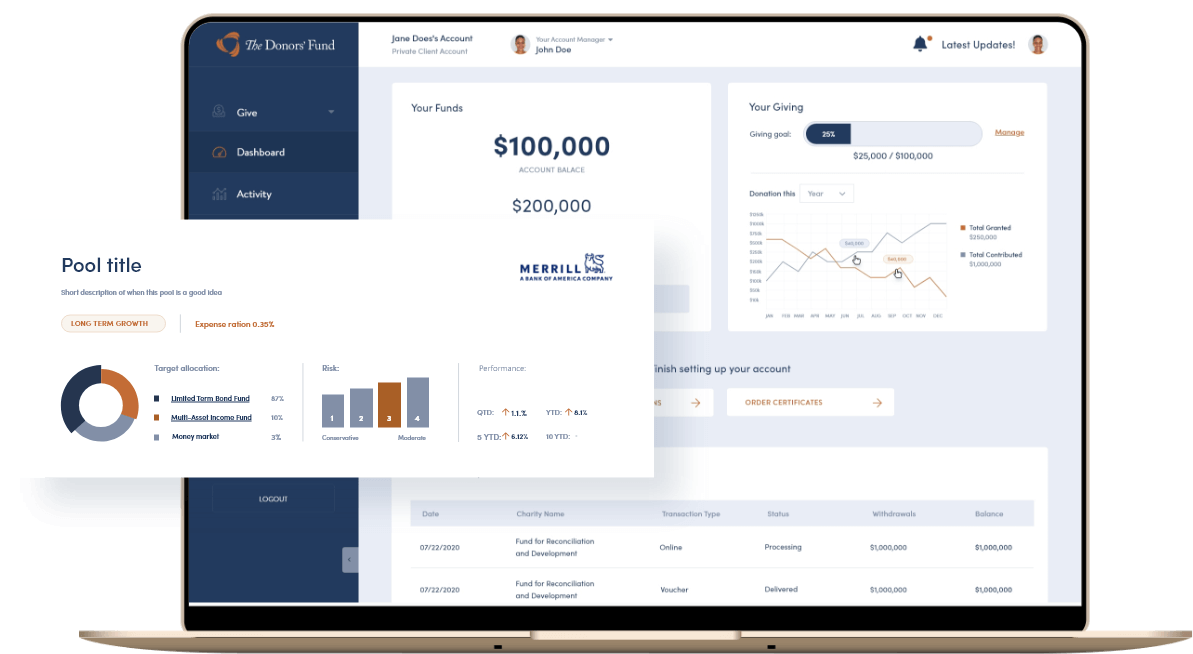 The Donors' Fund
Jane Does's Account
Private Client Account
Your Account Manager
John Doe
Latest Updates!
Give
Dashboard
Activity
Your Funds
$100,000
ACCOUNT BALACE
$200,000
Your Giving
Giving goal:
25%
Manage
$25,000 / $100,000
Donation this
Year
$40,000
$40,000
Total Granted
$250,000
Total Contributed
$1,000,000
JAN FEB MAR APR MAY JUN JUL AUG SEP OCT NOV DEC
Pool title
Short description of when this pool is a good idea
MERRILL
A BANK OF AMERICA COMPANY
LONG TERM GROWTH
Expense ration 0.35%
Target allocation:
Limited Term Bond Fund 87%
Multi-Asset Income Fund 10%
Money market 3%
Risk:
1 2 3 4
Conservative Moderate
Performance:
QTD: 1.1.% YTD: 8.1%
5 YTD: 6.12% 10 YTD: -
inish setting up your account
NS
ORDER CERTIFICATES
LOGOUT
Date Charity Name Transaction Type Status Withdrawals Balance
07/22/2020 Fund for Reconciliation and Development Online Processing $1,000,000 $1,000,000
07/22/2020 Fund for Reconciliation and Development Voucher Delivered $1,000,000 $1,000,000